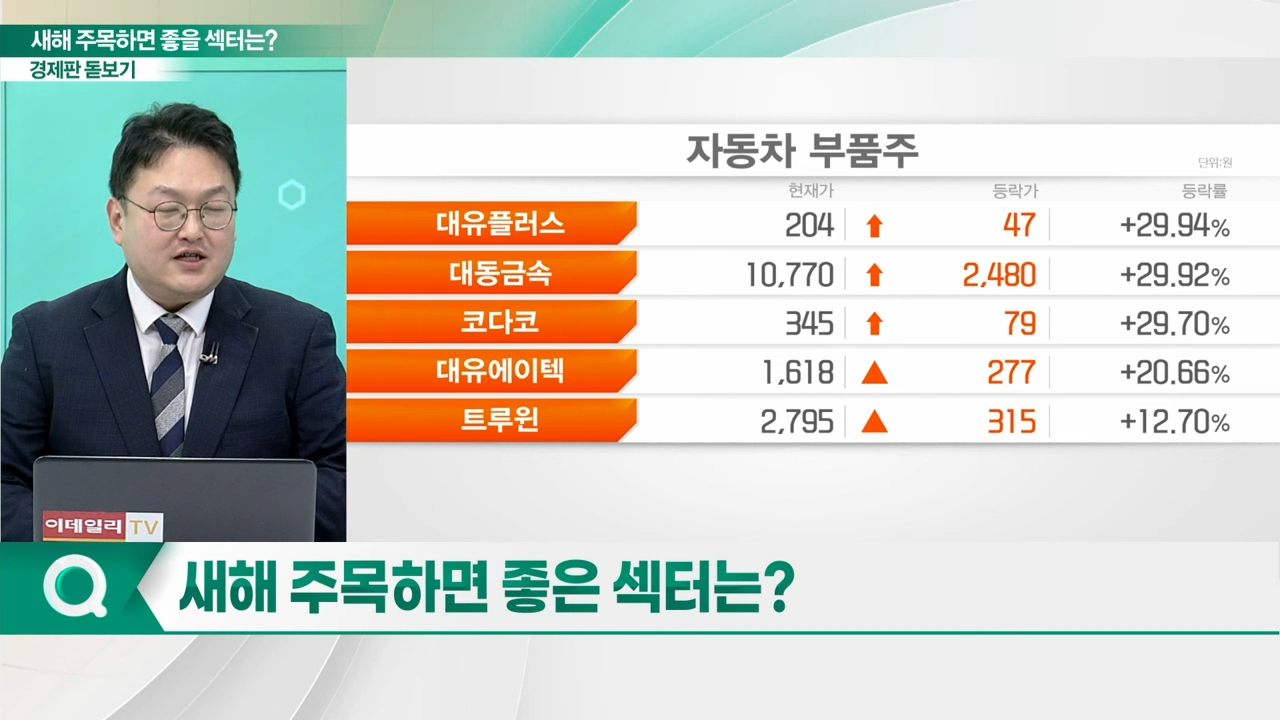 새해 주목하면 좋을 섹터는?
경제판 돋보기
자동차 부품주
단위:원
현재가 등락가 등락률
대유플러스 204 47 +29.94%
대동금속 10,770 2,480 +29.92%
코다코 345 79 +29.70%
대유에이텍 1,618 ▲ 277 +20.66%
트루윈 2,795 ▲ 315 +12.70%
이데일리 TV
새해 주목하면 좋은 섹터는?